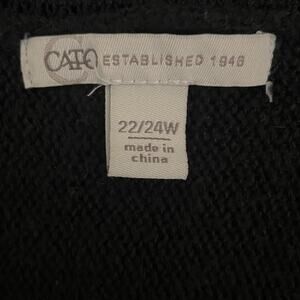 CATO ESTABLISHED 1946
22/24W
made in
china